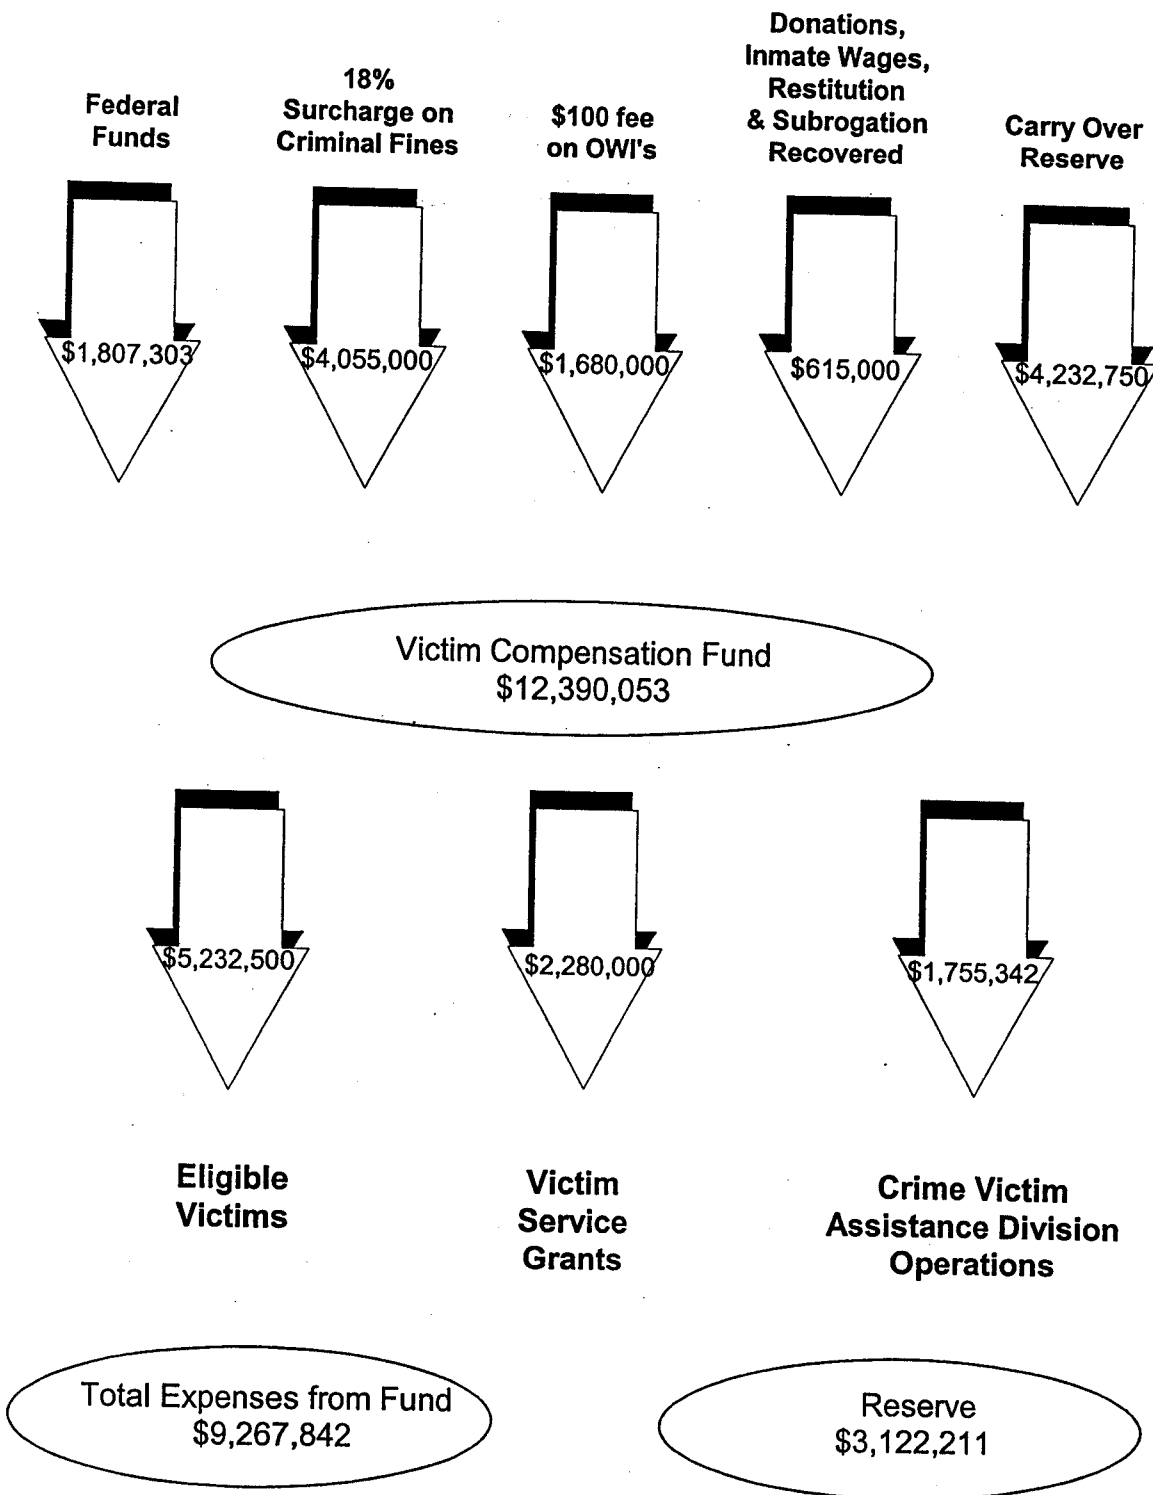 Federal
Funds
18%
Surcharge on
Criminal Fines
$100 fee
on OWI's
Donations,
Inmate Wages,
Restitution
& Subrogation
Recovered
Carry Over
Reserve
$1,807,303
$4,055,000
$1,680,000
$615,000
$4,232,750
Victim Compensation Fund
$12,390,053
$5,232,500
$2,280,000
$1,755,342
Eligible
Victims
Victim
Service
Grants
Crime Victim
Assistance Division
Operations
Total Expenses from Fund
$9,267,842
Reserve
$3,122,211